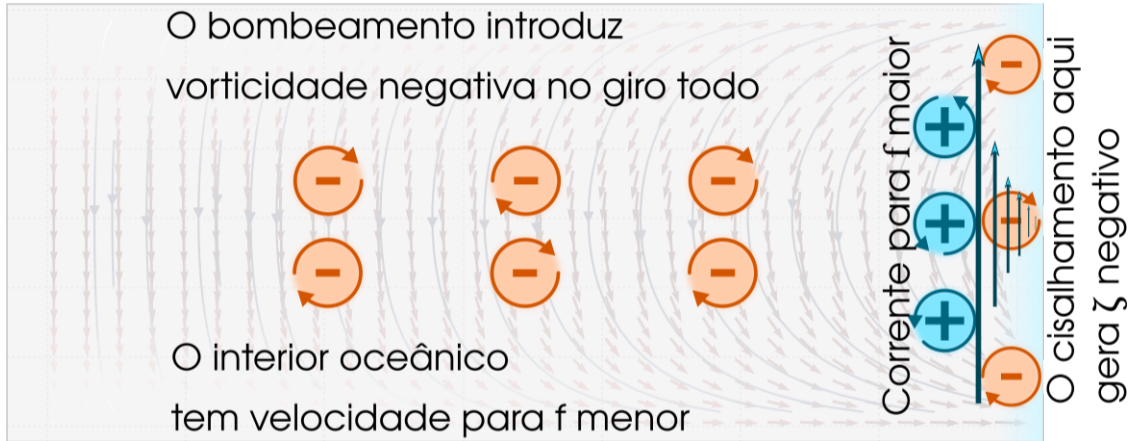 O bombeamento introduz
vorticidade negativa no giro todo
O interior oceânico
tem velocidade para f menor
Corrente para f maior
O cisalhamento aqui
gera ζ negativo